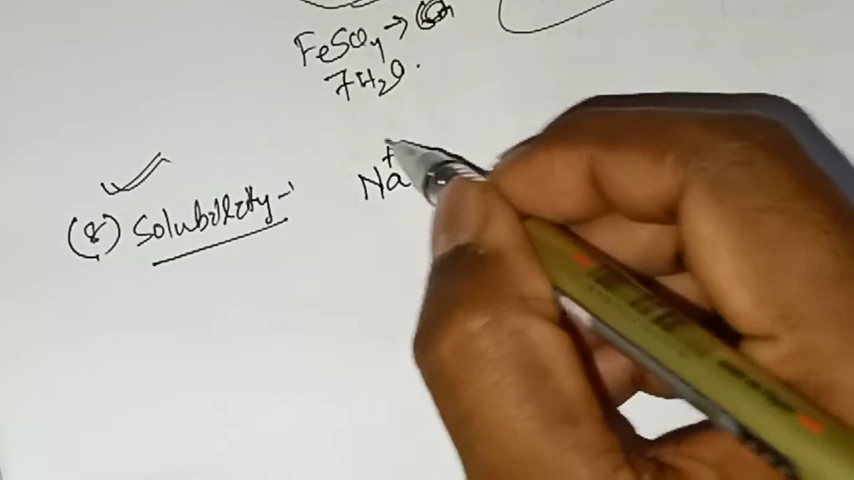 FeSO4 →
7H2O.
(8) Solubility -
Na+